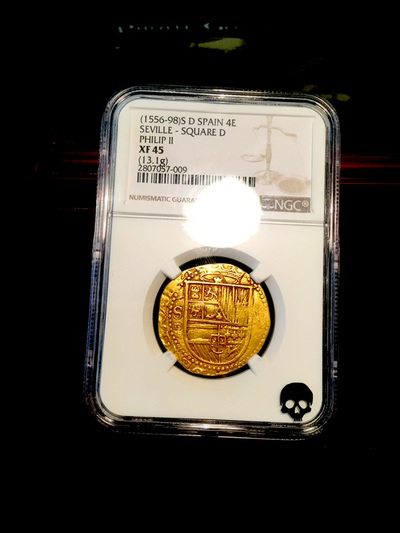 (1556-98)S D SPAIN 4E
SEVILLE - SQUARE D
PHILIP II
XF 45
(13.1g)
2807057-009
NUMISMATIC GUARA
NGC®